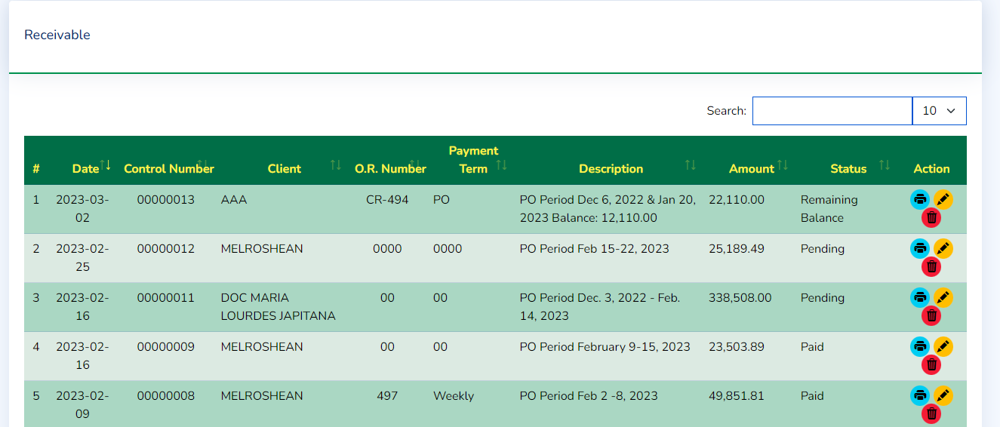 Receivable
Search: 10
# Date Control Number Client O.R. Number Payment Term Description Amount Status Action
1 2023-03-02 00000013 AAA CR-494 PO PO Period Dec 6, 2022 & Jan 20, 2023 Balance: 12,110.00 22,110.00 Remaining Balance
2 2023-02-25 00000012 MELROSHEAN 0000 0000 PO Period Feb 15-22, 2023 25,189.49 Pending
3 2023-02-16 00000011 DOC MARIA LOURDES JAPITANA 00 00 PO Period Dec. 3, 2022 - Feb. 14, 2023 338,508.00 Pending
4 2023-02-16 00000009 MELROSHEAN 00 00 PO Period February 9-15, 2023 23,503.89 Paid
5 2023-02-09 00000008 MELROSHEAN 497 Weekly PO Period Feb 2 -8, 2023 49,851.81 Paid